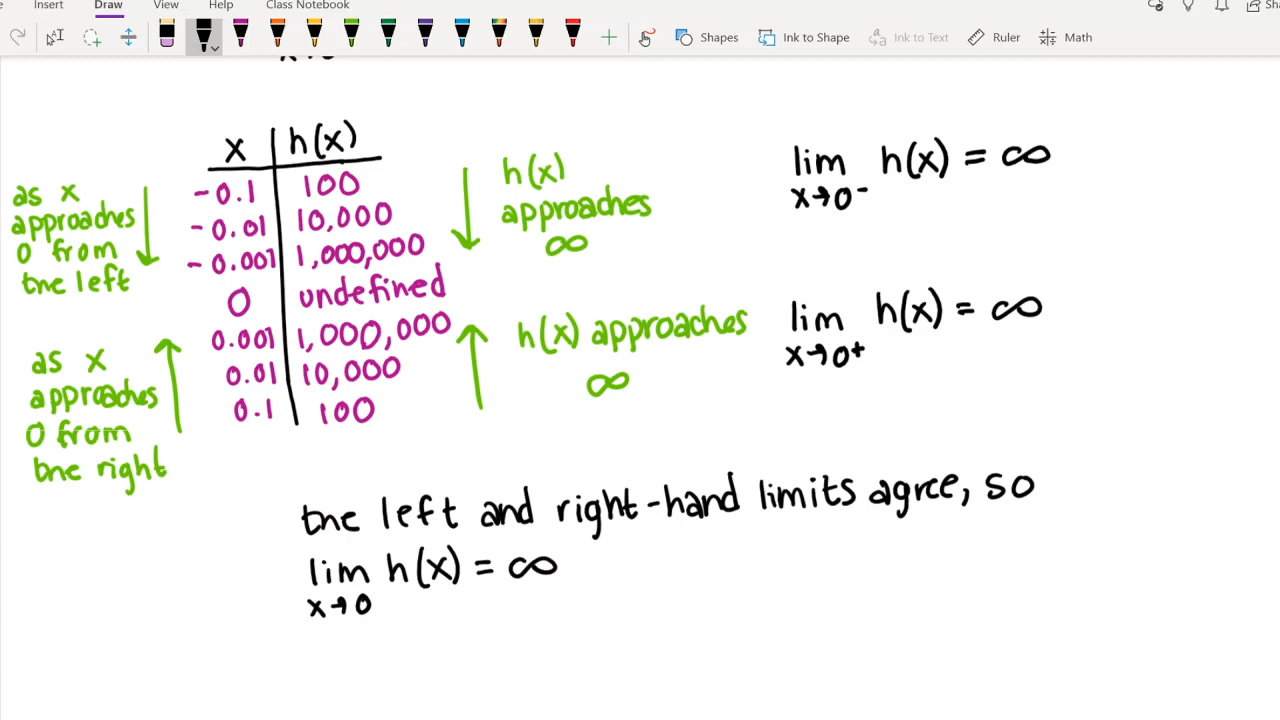 Insert Draw View Help Class Notebook
Shapes Ink to Shape Ink to Text Ruler Math
x | h(x)
-0.1 | 100
-0.01 | 10,000
-0.001 | 1,000,000
0 | undefined
0.001 | 1,000,000
0.01 | 10,000
0.1 | 100
as x
approaches
0 from
the left
as x
approaches
0 from
the right
h(x)
approaches
∞
h(x) approaches
∞
lim h(x) = ∞
x→0⁻
lim h(x) = ∞
x→0⁺
the left and right-hand limits agree, so
lim h(x) = ∞
x→0